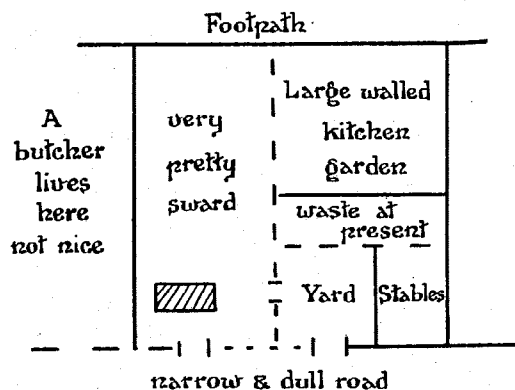 Footpath
A
butcher
lives
here
not nice
very
pretty
sward
Large walled
kitchen
garden
waste at
present
Yard
Stables
narrow & dull road